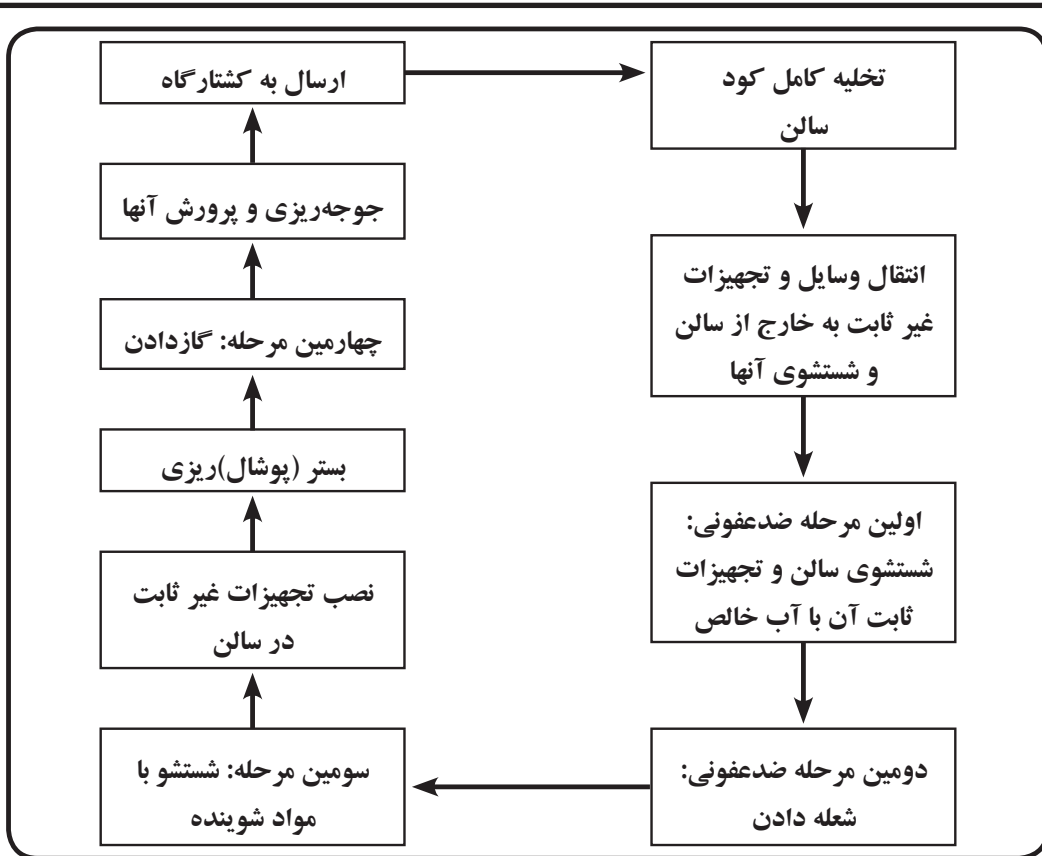 تخلیه کامل کود
سالن
انتقال وسایل و تجهیزات
غیر ثابت به خارج از سالن
و شستشوی آنها
اولین مرحله ضدعفونی:
شستشوی سالن و تجهیزات
ثابت آن با آب خالص
دومین مرحله ضدعفونی:
شعله دادن
سومین مرحله: شستشو با
مواد شوینده
نصب تجهیزات غیر ثابت
در سالن
بستر (پوشال)ریزی
چهارمین مرحله: گازدادن
جوجه‌ریزی و پرورش آنها
ارسال به کشتارگاه